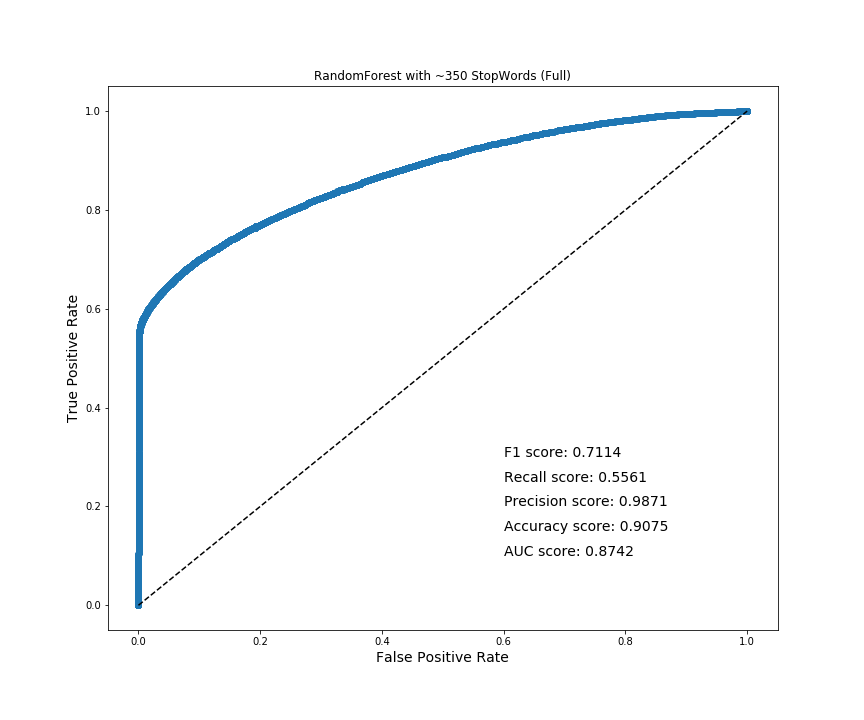 RandomForest with ~350 StopWords (Full)
True Positive Rate
1.0
0.8
0.6
0.4
0.2
0.0
F1 score: 0.7114
Recall score: 0.5561
Precision score: 0.9871
Accuracy score: 0.9075
AUC score: 0.8742
0.0 0.2 0.4 0.6 0.8 1.0
False Positive Rate